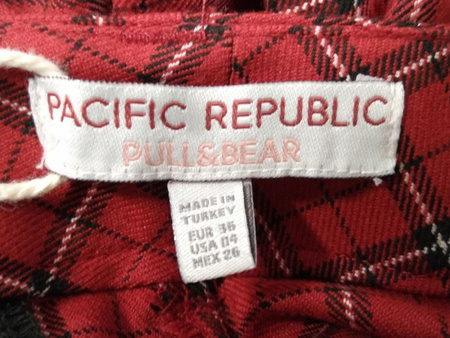 PACIFIC REPUBLIC
PULL&BEAR
MADE IN
TURKEY
EUR 36
USA 04
MEX 26